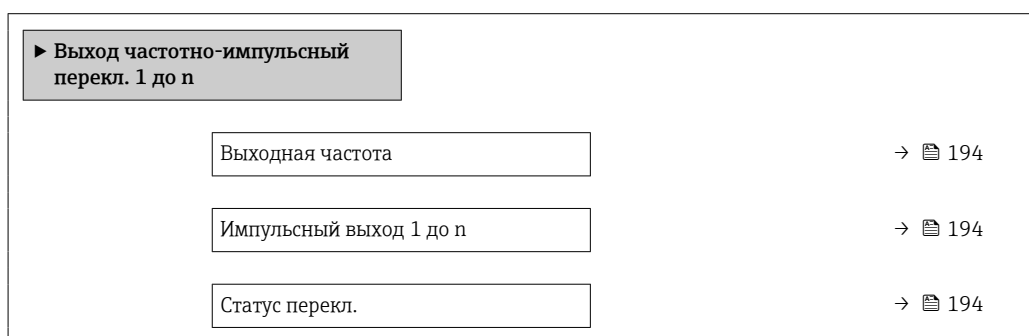 ▶ Выход частотно-импульсный
перекл. 1 до n
Выходная частота → 194
Импульсный выход 1 до n → 194
Статус перекл. → 194